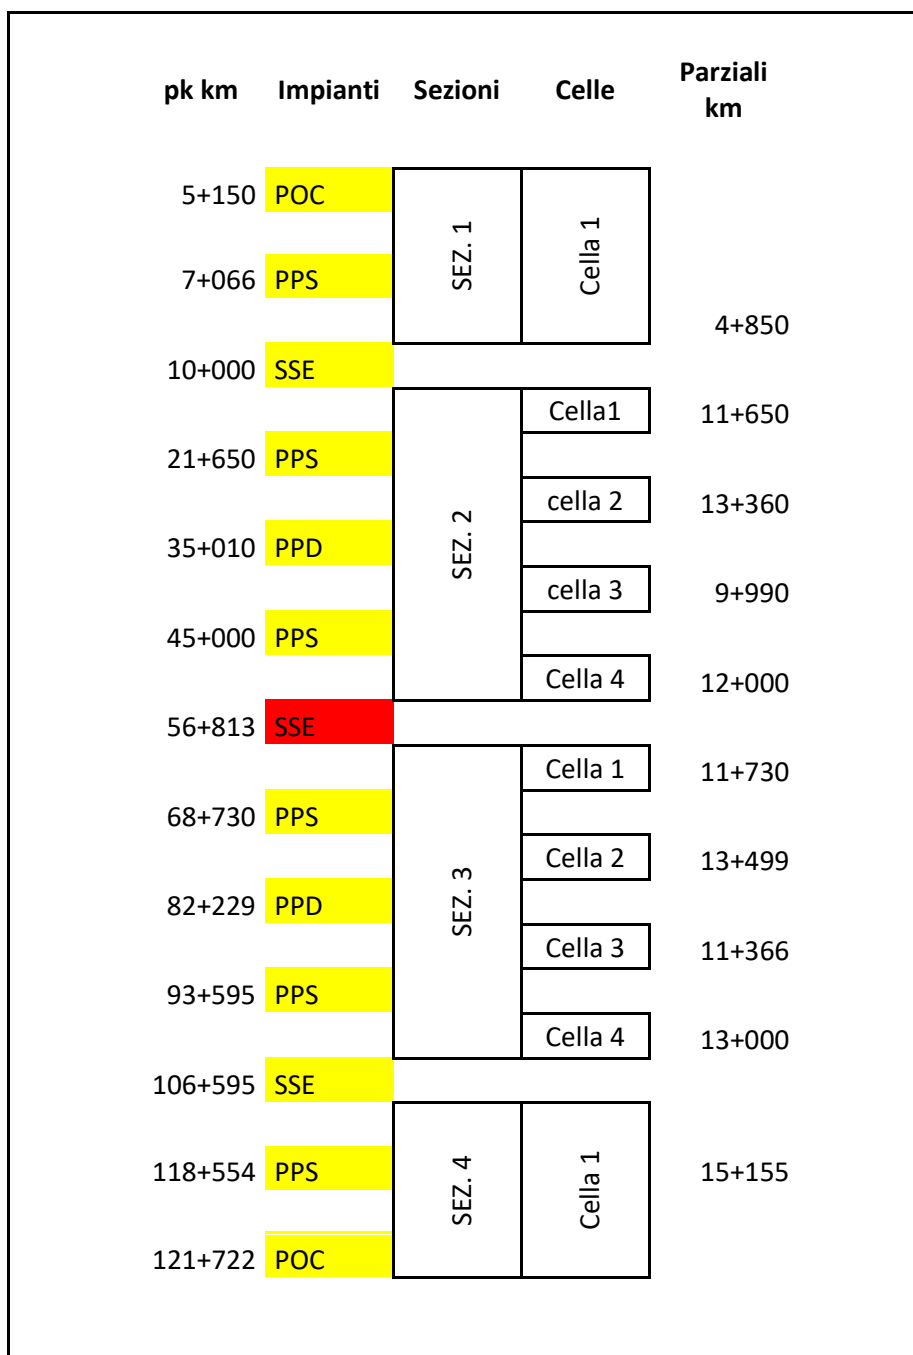 pk km Impianti Sezioni Celle Parziali km
5+150 POC
SEZ. 1 Cella 1
7+066 PPS
4+850
10+000 SSE
Cella1 11+650
21+650 PPS
cella 2 13+360
SEZ. 2
35+010 PPD
cella 3 9+990
45+000 PPS
Cella 4 12+000
56+813 SSE
Cella 1 11+730
68+730 PPS
Cella 2 13+499
SEZ. 3
82+229 PPD
Cella 3 11+366
93+595 PPS
Cella 4 13+000
106+595 SSE
118+554 PPS SEZ. 4 Cella 1 15+155
121+722 POC